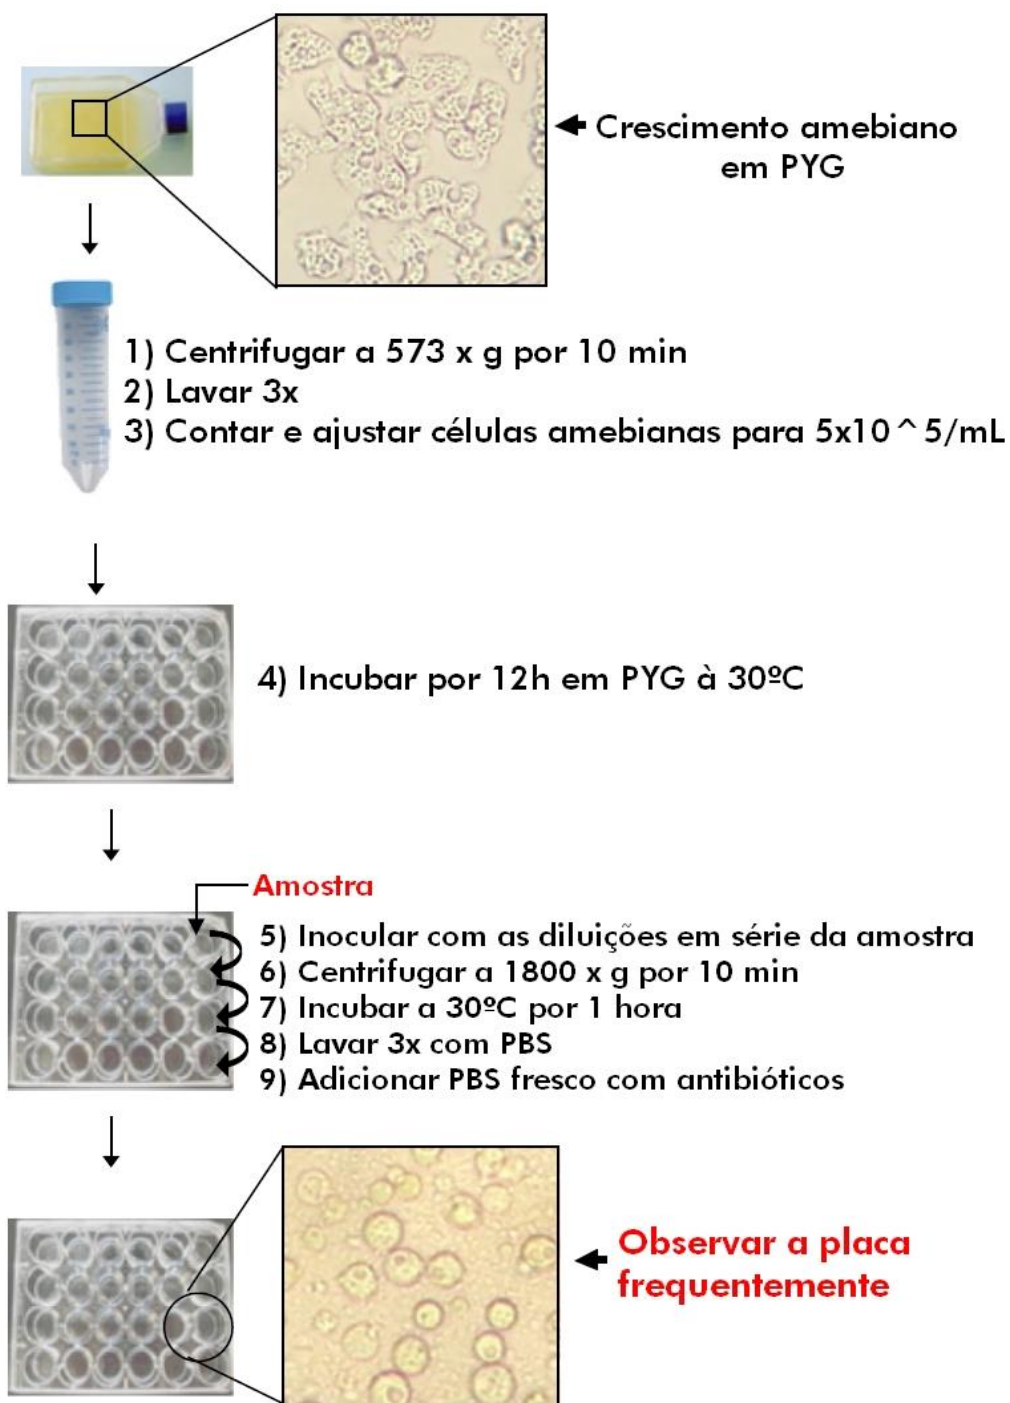 Crescimento amebiano
em PYG
1) Centrifugar a 573 x g por 10 min
2) Lavar 3x
3) Contar e ajustar células amebianas para 5x10^5/mL
4) Incubar por 12h em PYG à 30ºC
Amostra
5) Inocular com as diluições em série da amostra
6) Centrifugar a 1800 x g por 10 min
7) Incubar a 30ºC por 1 hora
8) Lavar 3x com PBS
9) Adicionar PBS fresco com antibióticos
Observar a placa
frequentemente